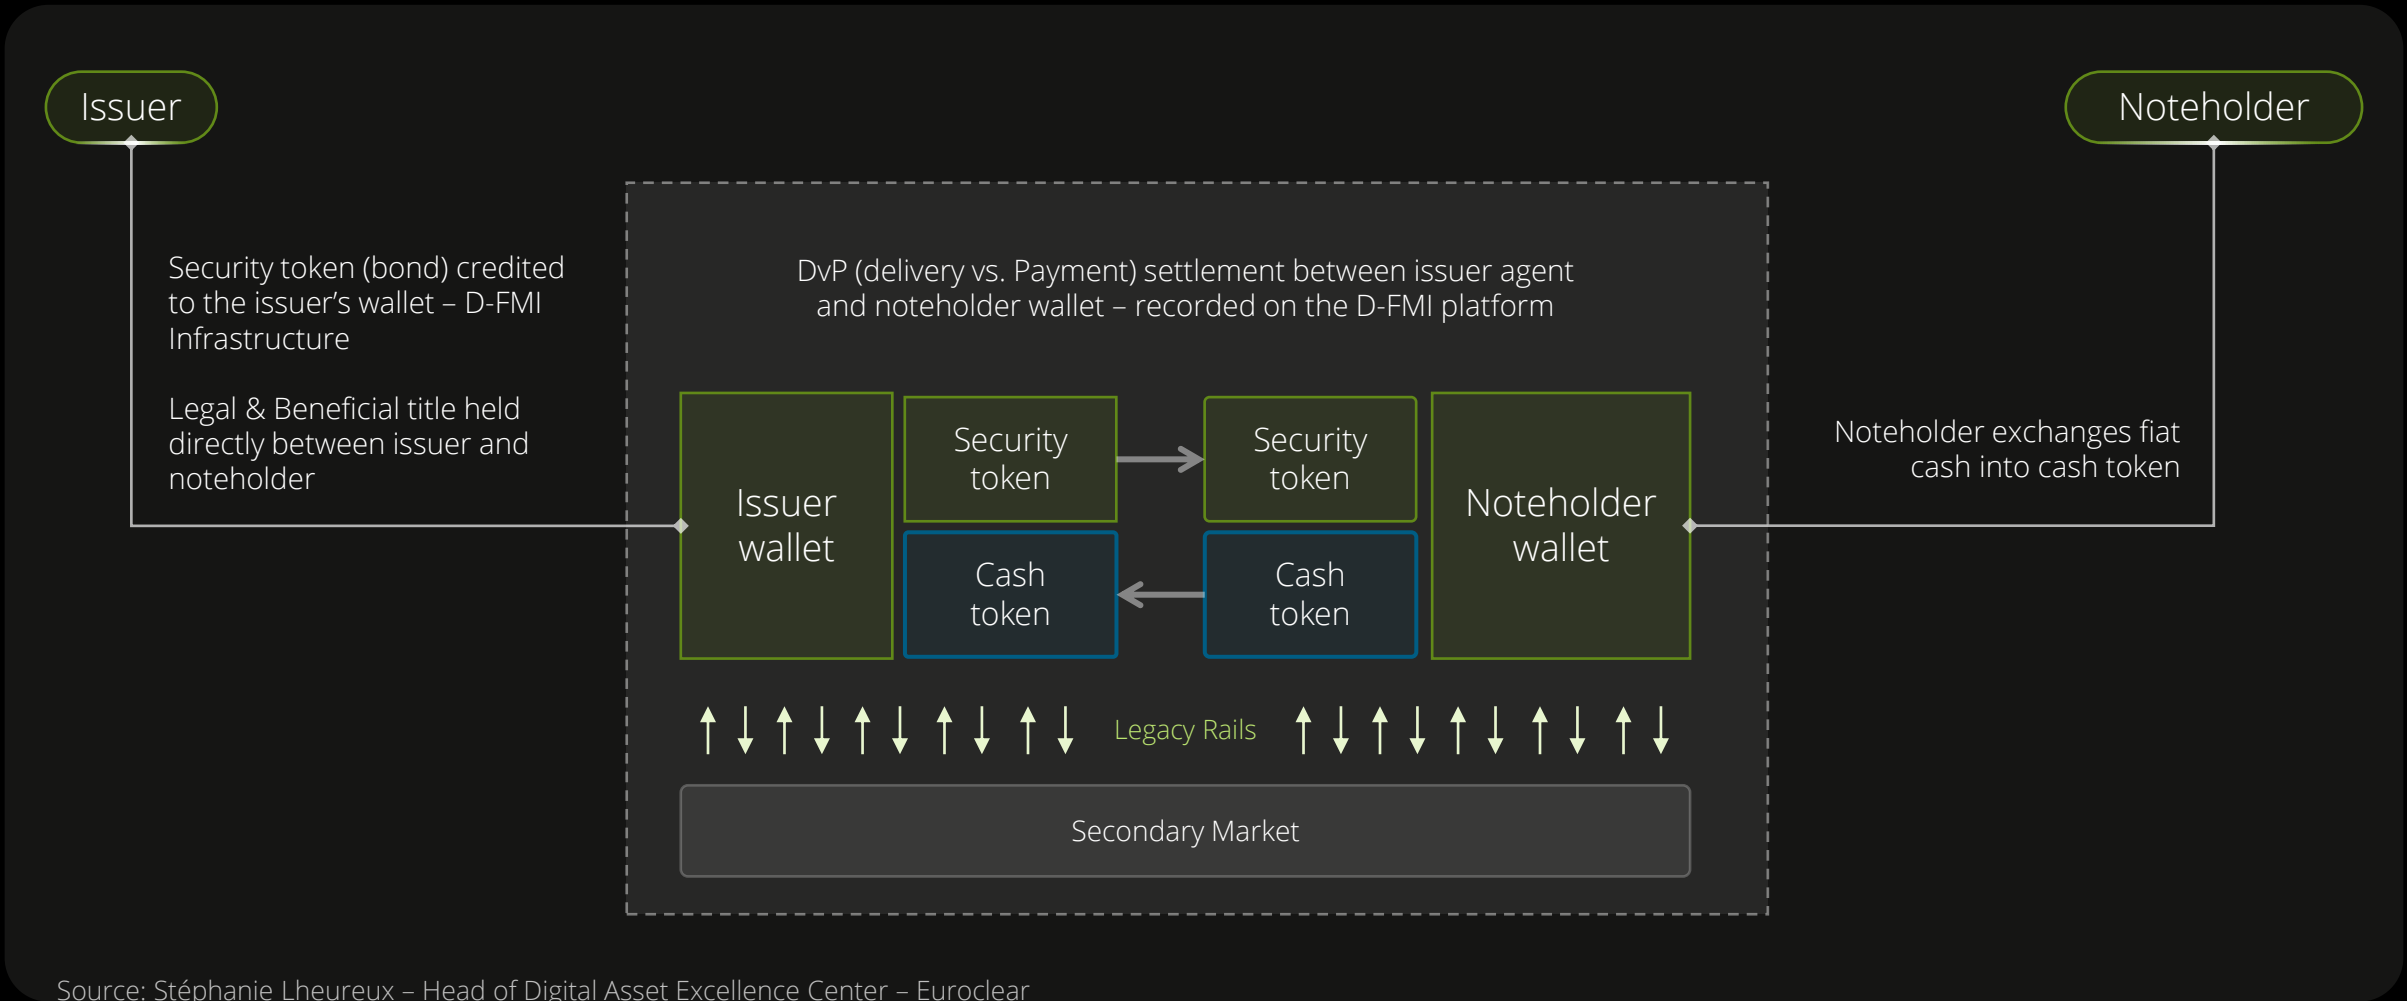 Issuer
Noteholder
Security token (bond) credited
to the issuer’s wallet – D-FMI
Infrastructure
Legal & Beneficial title held
directly between issuer and
noteholder
DvP (delivery vs. Payment) settlement between issuer agent
and noteholder wallet – recorded on the D-FMI platform
Issuer
wallet
Security
token
Security
token
Cash
token
Cash
token
Noteholder
wallet
Noteholder exchanges fiat
cash into cash token
Legacy Rails
Secondary Market
Source: Stéphanie Lheureux – Head of Digital Asset Excellence Center – Euroclear